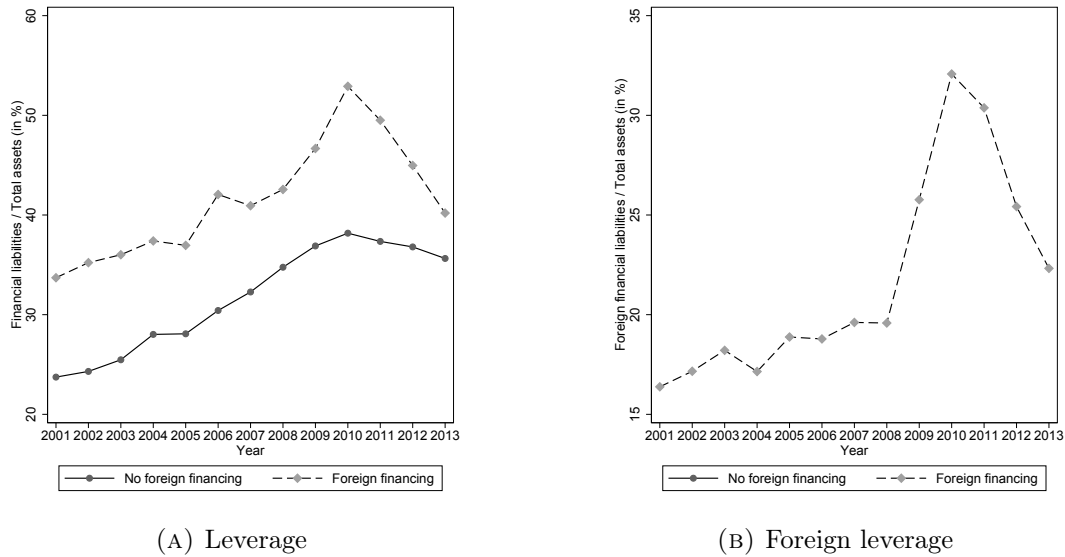 Financial liabilities / Total assets (in %)
60
50
40
30
20
2001 2002 2003 2004 2005 2006 2007 2008 2009 2010 2011 2012 2013
Year
No foreign financing Foreign financing
(A) Leverage
Foreign financial liabilities / Total assets (in %)
35
30
25
20
15
2001 2002 2003 2004 2005 2006 2007 2008 2009 2010 2011 2012 2013
Year
No foreign financing Foreign financing
(B) Foreign leverage